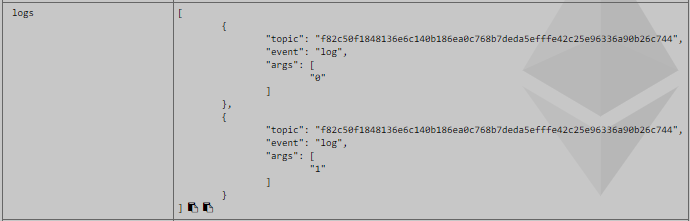 logs
[
{
"topic": "f82c50f1848136e6c140b186ea0c768b7deda5efffe42c25e96336a90b26c744",
"event": "log",
"args": [
"0"
]
},
{
"topic": "f82c50f1848136e6c140b186ea0c768b7deda5efffe42c25e96336a90b26c744",
"event": "log",
"args": [
"1"
]
}
]